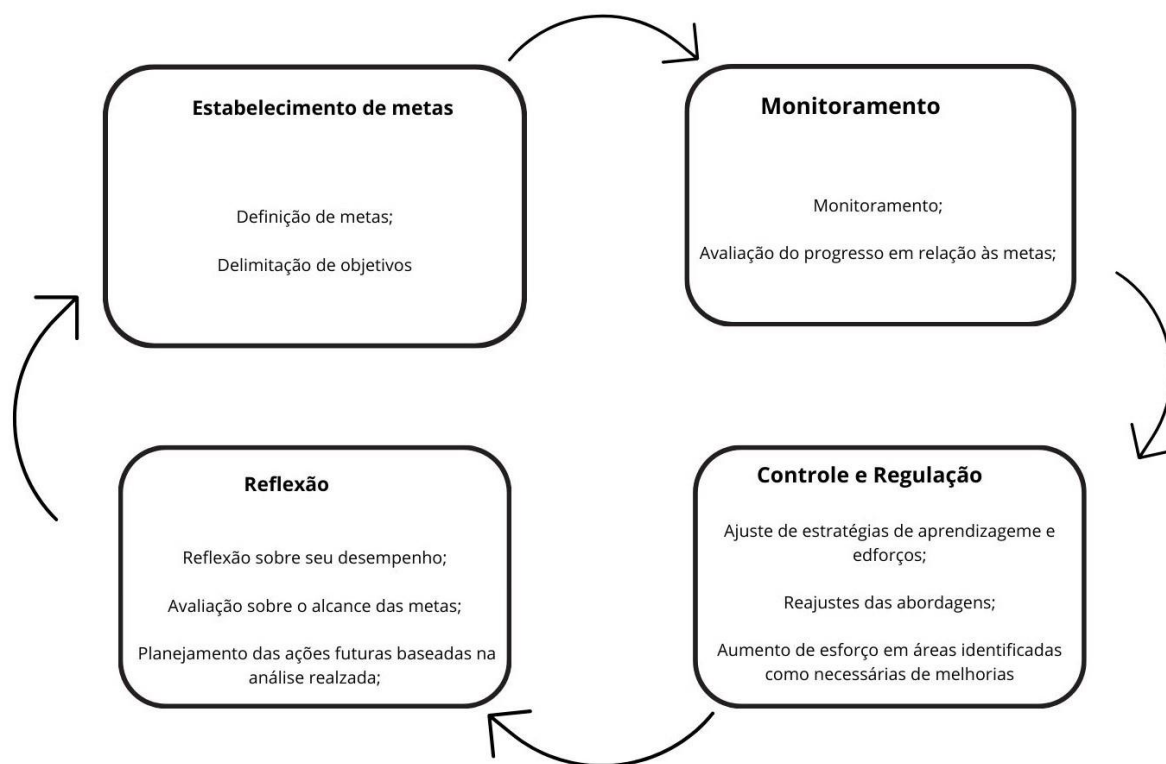 Estabelecimento de metas
Definição de metas;
Delimitação de objetivos
Monitoramento
Monitoramento;
Avaliação do progresso em relação às metas;
Controle e Regulação
Ajuste de estratégias de aprendizageme e
edforços;
Reajustes das abordagens;
Aumento de esforço em áreas identificadas
como necessárias de melhorias
Reflexão
Reflexão sobre seu desempenho;
Avaliação sobre o alcance das metas;
Planejamento das ações futuras baseadas na
análise realzada;